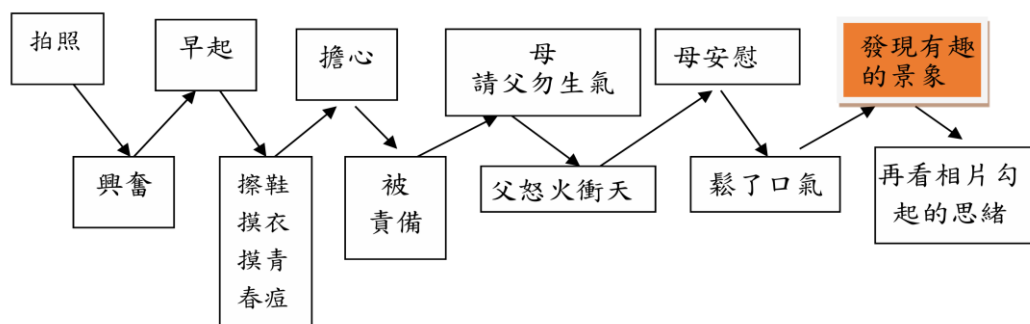 拍照
興奮
早起
擦鞋
摸衣
摸青
春痘
擔心
被
責備
母
請父勿生氣
父怒火衝天
母安慰
鬆了口氣
發現有趣
的景象
再看相片勾
起的思緒